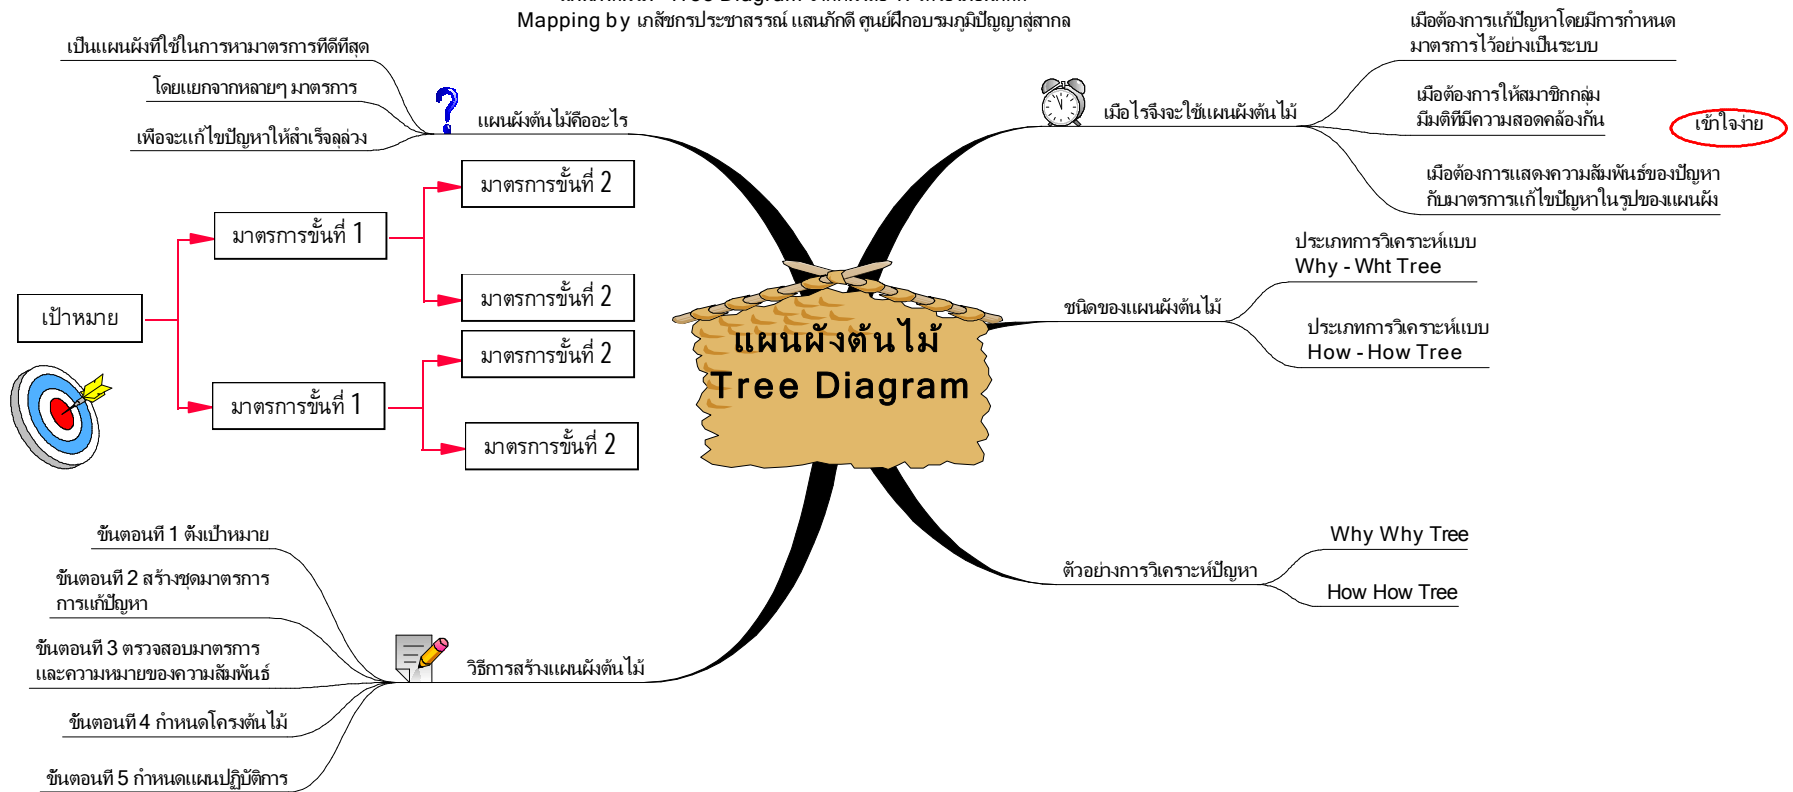 Mapping by เภสัชกรประชาสรรณ์ แสนภักดี ศูนย์ฝึกอบรมภูมิปัญญาสู่สากล
เป็นแผนผังที่ใช้ในการหามาตรการที่ดีที่สุด
โดยแยกจากหลายๆ มาตรการ
เพื่อจะแก้ไขปัญหาให้สำเร็จลุล่วง
แผนผังต้นไม้คืออะไร
เมื่อไรจึงจะใช้แผนผังต้นไม้
เมื่อต้องการแก้ปัญหาโดยมีการกำหนด
มาตรการไว้อย่างเป็นระบบ
เมื่อต้องการให้สมาชิกกลุ่ม
มีมติที่มีความสอดคล้องกัน
เข้าใจง่าย
เมื่อต้องการแสดงความสัมพันธ์ของปัญหา
กับมาตรการแก้ไขปัญหาในรูปของแผนผัง
เป้าหมาย
มาตรการขั้นที่ 1
มาตรการขั้นที่ 2
มาตรการขั้นที่ 2
มาตรการขั้นที่ 1
มาตรการขั้นที่ 2
มาตรการขั้นที่ 2
แผนผังต้นไม้
Tree Diagram
ชนิดของแผนผังต้นไม้
ประเภทการวิเคราะห์แบบ
Why - Wht Tree
ประเภทการวิเคราะห์แบบ
How - How Tree
ตัวอย่างการวิเคราะห์ปัญหา
Why Why Tree
How How Tree
วิธีการสร้างแผนผังต้นไม้
ขั้นตอนที่ 1 ตั้งเป้าหมาย
ขั้นตอนที่ 2 สร้างชุดมาตรการ
การแก้ปัญหา
ขั้นตอนที่ 3 ตรวจสอบมาตรการ
และความหมายของความสัมพันธ์
ขั้นตอนที่ 4 กำหนดโครงต้นไม้
ขั้นตอนที่ 5 กำหนดแผนปฏิบัติการ